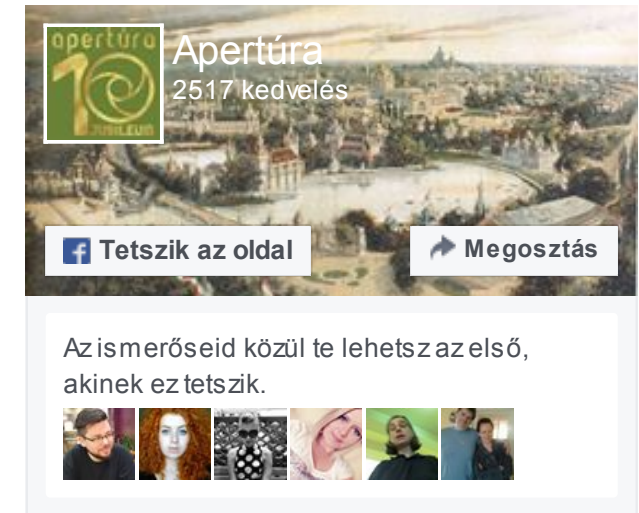 apertúra
10
JUBILEUM
Apertúra
2517 kedvelés
Tetszik az oldal
Megosztás
Az ismerőseid közül te lehetsz az első,
akinek ez tetszik.